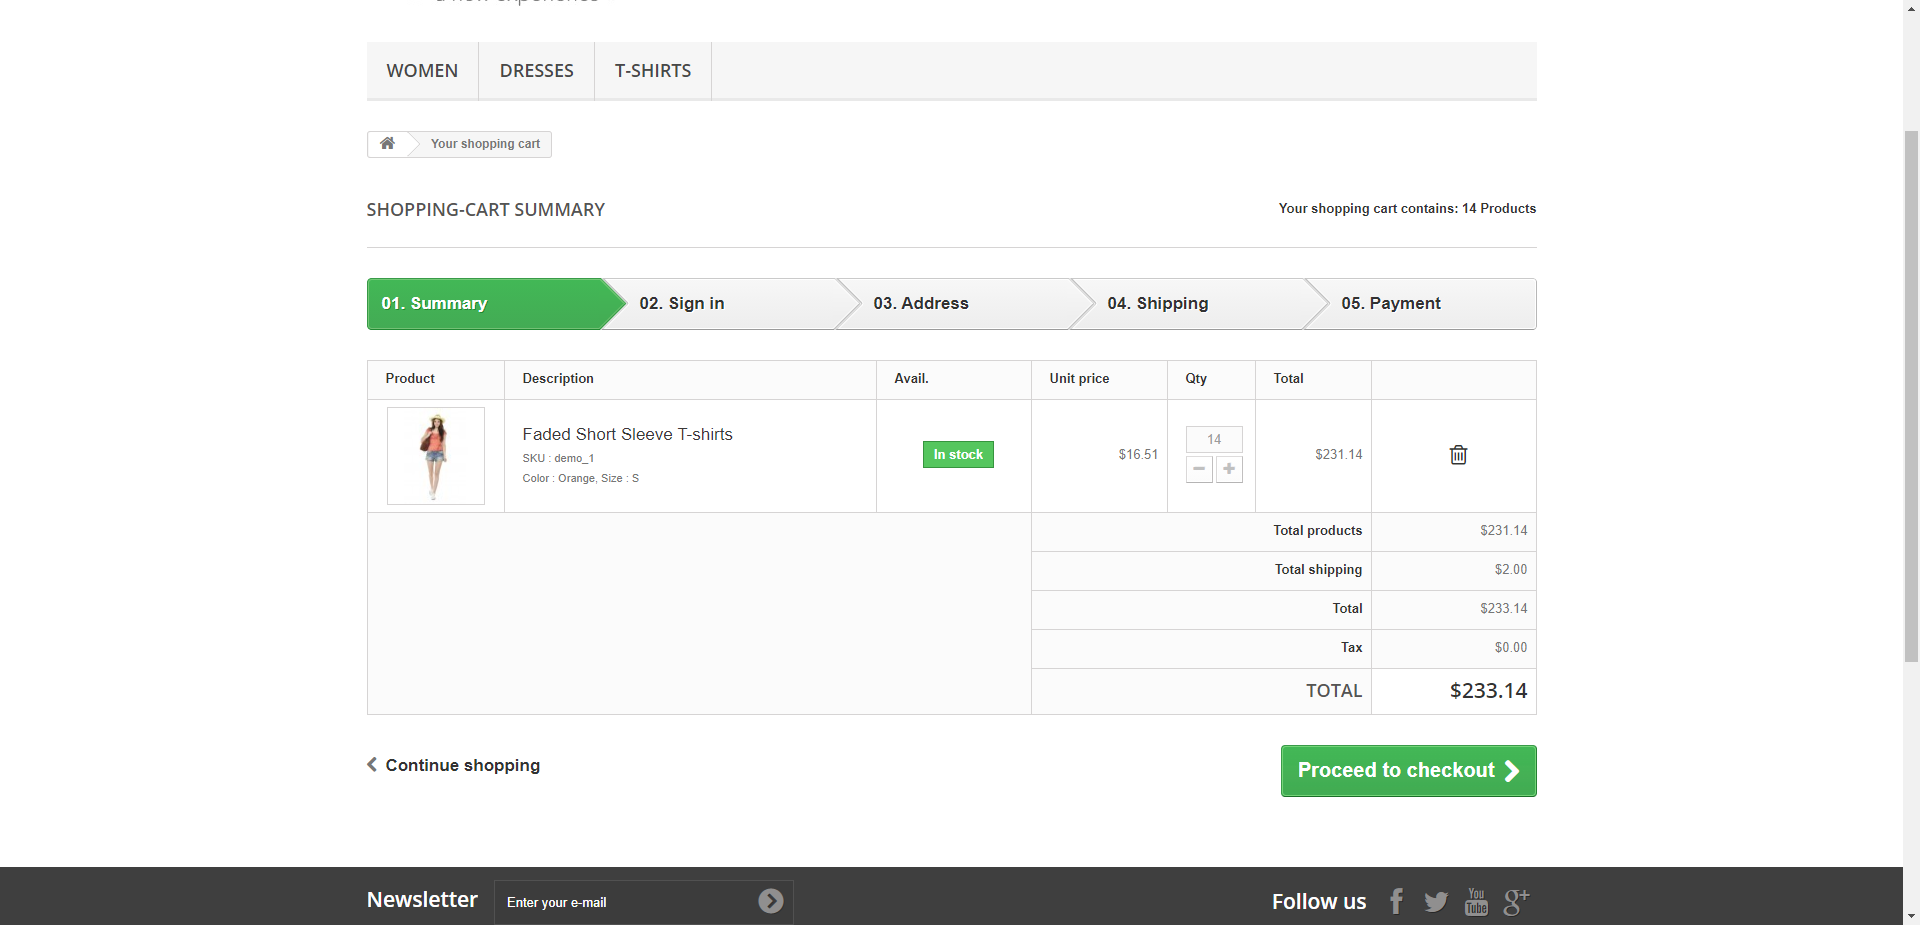 a new experience
WOMEN DRESSES T-SHIRTS
Your shopping cart
SHOPPING-CART SUMMARY
Your shopping cart contains: 14 Products
01. Summary 02. Sign in 03. Address 04. Shipping 05. Payment
Product Description Avail. Unit price Qty Total
Faded Short Sleeve T-shirts
SKU : demo_1
Color : Orange, Size : S
In stock
$16.51
14
$231.14
Total products $231.14
Total shipping $2.00
Total $233.14
Tax $0.00
TOTAL $233.14
Continue shopping
Proceed to checkout
Newsletter
Enter your e-mail
Follow us
You
Tube
g+